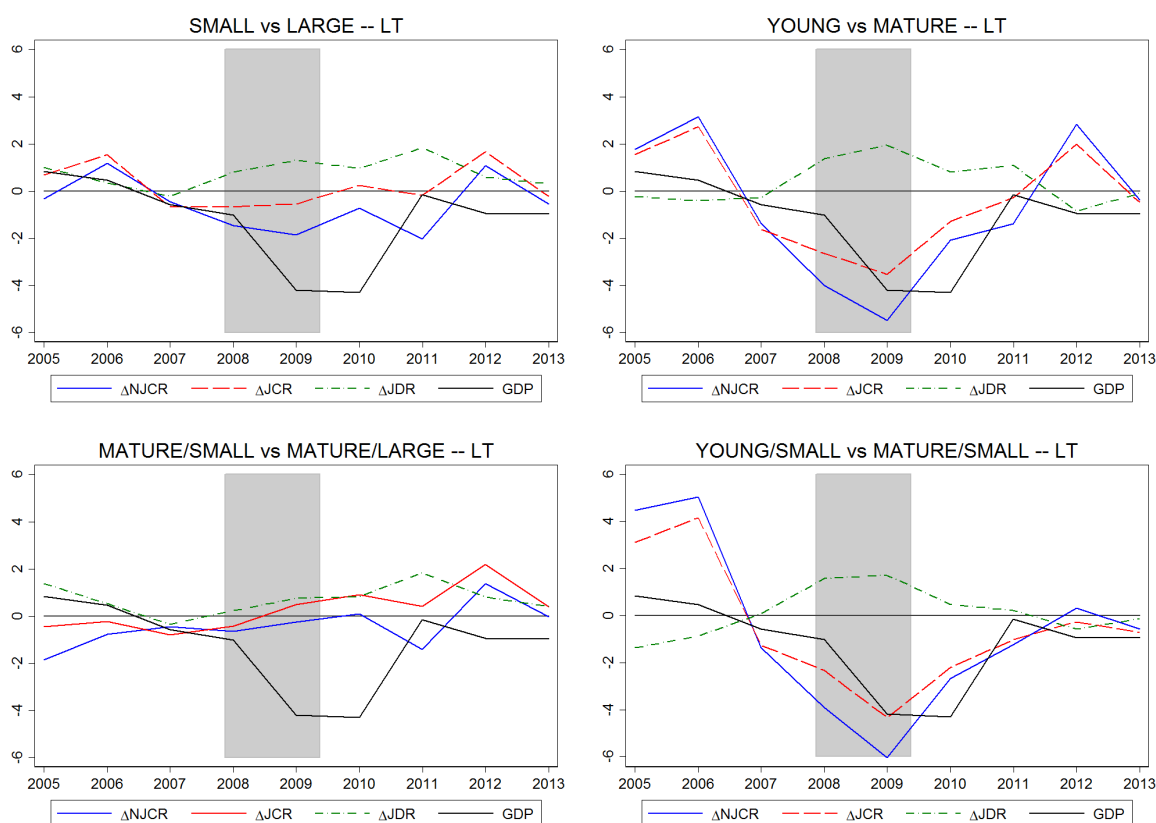 SMALL vs LARGE -- LT
6
4
2
0
-2
-4
-6
2005 2006 2007 2008 2009 2010 2011 2012 2013
ΔNJCR ΔJCR ΔJDR GDP
YOUNG vs MATURE -- LT
6
4
2
0
-2
-4
-6
2005 2006 2007 2008 2009 2010 2011 2012 2013
ΔNJCR ΔJCR ΔJDR GDP
MATURE/SMALL vs MATURE/LARGE -- LT
6
4
2
0
-2
-4
-6
2005 2006 2007 2008 2009 2010 2011 2012 2013
ΔNJCR ΔJCR ΔJDR GDP
YOUNG/SMALL vs MATURE/SMALL -- LT
6
4
2
0
-2
-4
-6
2005 2006 2007 2008 2009 2010 2011 2012 2013
ΔNJCR ΔJCR ΔJDR GDP